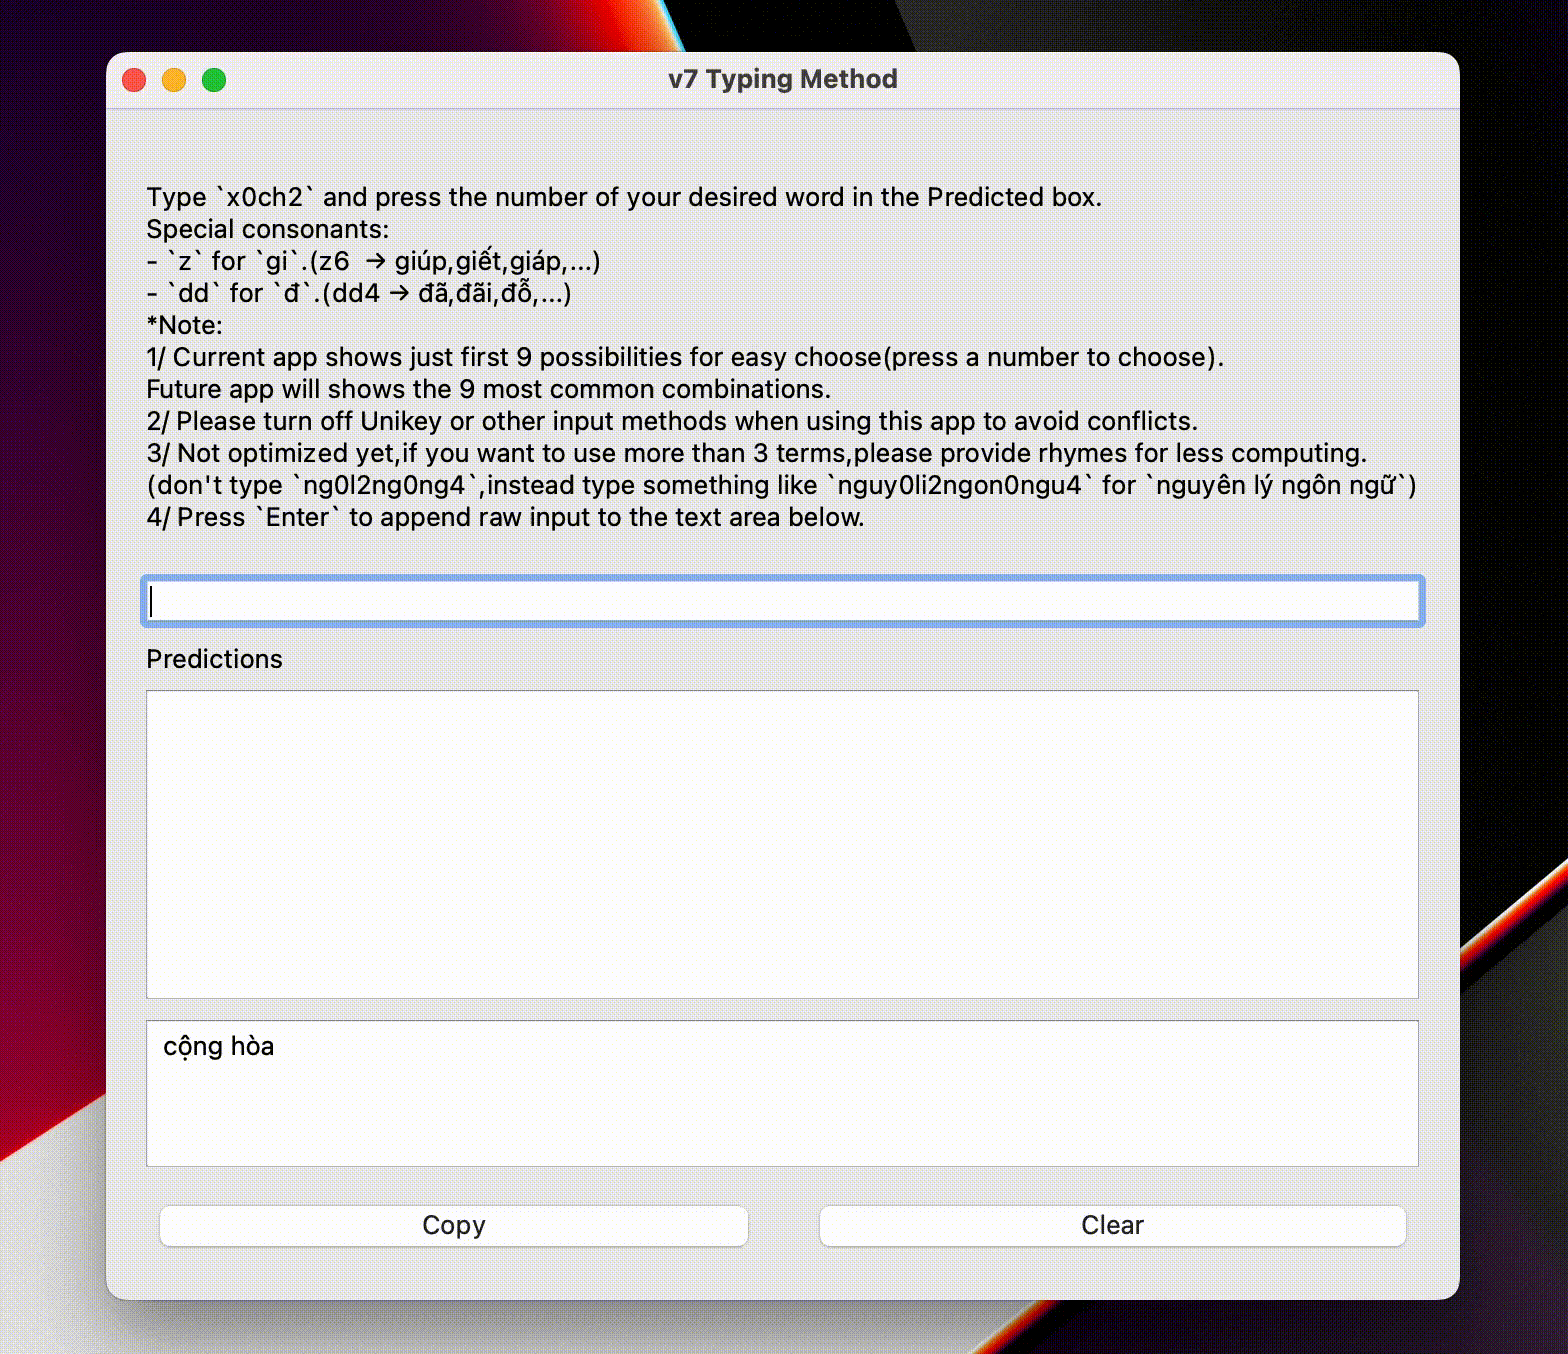 v7 Typing Method
Type `x0ch2` and press the number of your desired word in the Predicted box.
Special consonants:
- `z` for `gi`.(z6  → giúp,giết,giáp,...)
- `dd` for `đ`.(dd4 → đã,đãi,đỗ,...)
*Note:
1/ Current app shows just first 9 possibilities for easy choose(press a number to choose).
Future app will shows the 9 most common combinations.
2/ Please turn off Unikey or other input methods when using this app to avoid conflicts.
3/ Not optimized yet,if you want to use more than 3 terms,please provide rhymes for less computing.
(don't type `ng0l2ng0ng4`,instead type something like `nguy0li2ngon0ngu4` for `nguyên lý ngôn ngữ`)
4/ Press `Enter` to append raw input to the text area below.
Predictions
cộng hòa
Copy
Clear